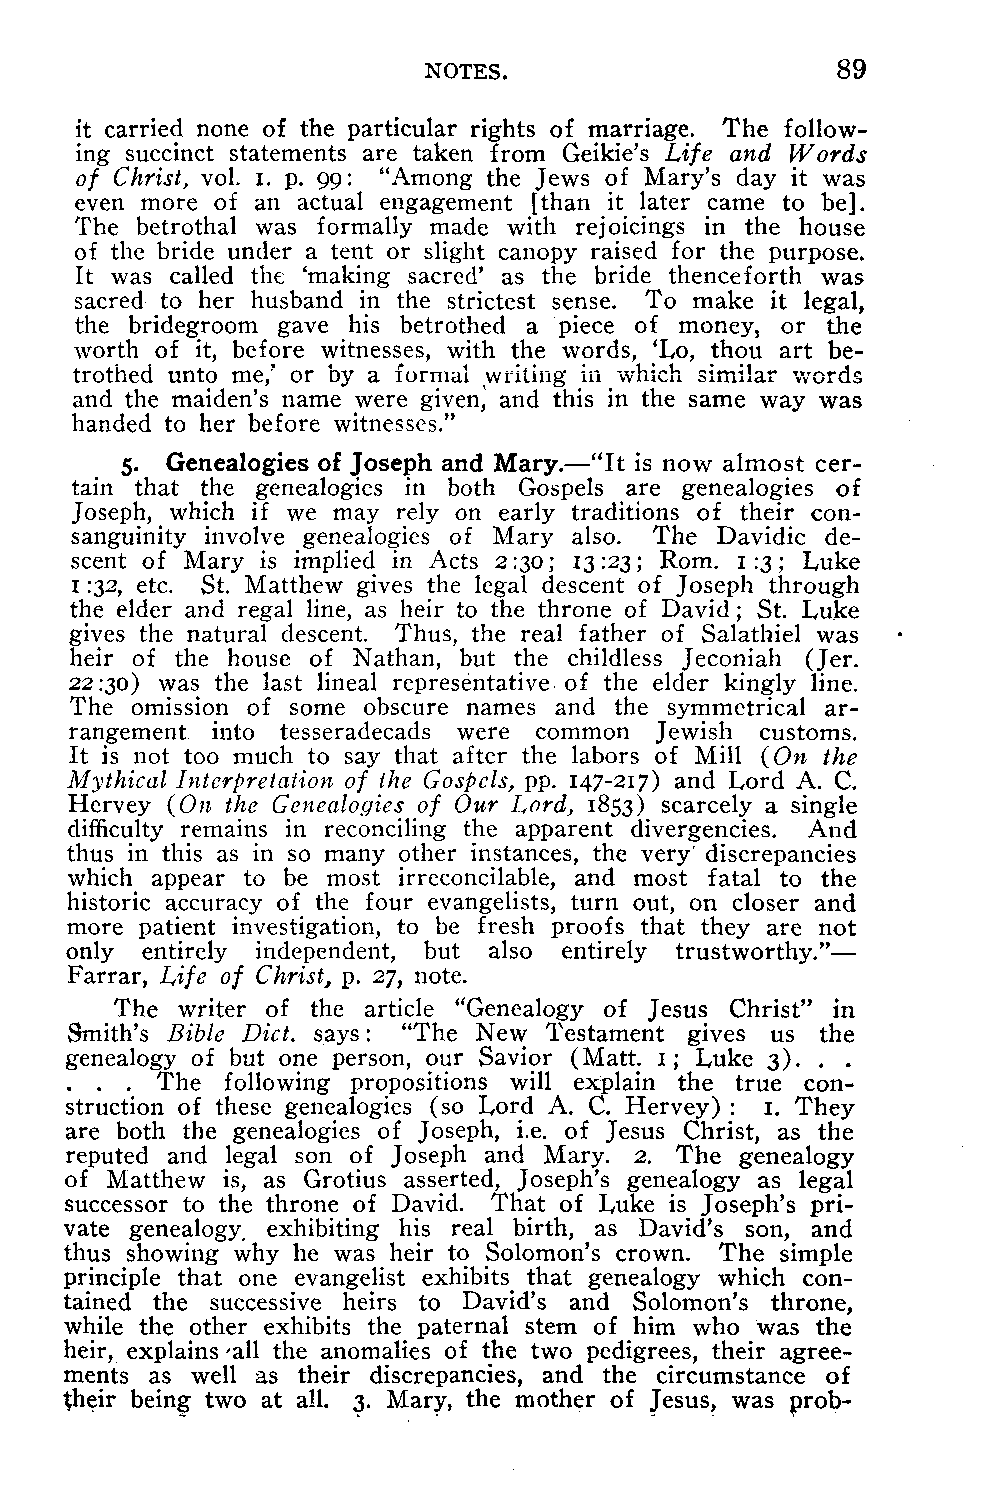 NOTES. 89
it carried none of the particular rights of marriage. The follow-
ing succinct statements are taken from Geikie's Life and Words
of Christ, vol. 1. p. 99: "Among the Jews of Mary's day it was
even more of an actual engagement [than it later came to be].
The betrothal was formally made with rejoicings in the house
of the bride under a tent or slight canopy raised for the purpose.
It was called the 'making sacred' as the bride thenceforth was
sacred to her husband in the strictest sense. To make it legal,
the bridegroom gave his betrothed a piece of money, or the
worth of it, before witnesses, with the words, 'Lo, thou art be-
trothed unto me,' or by a formal writing in which similar words
and the maiden's name were given, and this in the same way was
handed to her before witnesses."
5. Genealogies of Joseph and Mary.—"It is now almost cer-
tain that the genealogies in both Gospels are genealogies of
Joseph, which if we may rely on early traditions of their con-
sanguinity involve genealogies of Mary also. The Davidic de-
scent of Mary is implied in Acts 2:30; 13:23; Rom. 1:3; Luke
1:32, etc. St. Matthew gives the legal descent of Joseph through
the elder and regal line, as heir to the throne of David; St. Luke
gives the natural descent. Thus, the real father of Salathiel was
heir of the house of Nathan, but the childless Jeconiah (Jer.
22:30) was the last lineal representative of the elder kingly line.
The omission of some obscure names and the symmetrical ar-
rangement into tesseradecads were common Jewish customs.
It is not too much to say that after the labors of Mill (On the
Mythical Interpretation of the Gospels, pp. 147-217) and Lord A. C.
Hervey (On the Genealogies of Our Lord, 1853) scarcely a single
difficulty remains in reconciling the apparent divergencies. And
thus in this as in so many other instances, the very discrepancies
which appear to be most irreconcilable, and most fatal to the
historic accuracy of the four evangelists, turn out, on closer and
more patient investigation, to be fresh proofs that they are not
only entirely independent, but also entirely trustworthy."—
Farrar, Life of Christ, p. 27, note.
The writer of the article "Genealogy of Jesus Christ" in
Smith's Bible Dict. says: "The New Testament gives us the
genealogy of but one person, our Savior (Matt. 1; Luke 3). . .
. . . The following propositions will explain the true con-
struction of these genealogies (so Lord A. C. Hervey): 1. They
are both the genealogies of Joseph, i.e. of Jesus Christ, as the
reputed and legal son of Joseph and Mary. 2. The genealogy
of Matthew is, as Grotius asserted, Joseph's genealogy as legal
successor to the throne of David. That of Luke is Joseph's pri-
vate genealogy, exhibiting his real birth, as David's son, and
thus showing why he was heir to Solomon's crown. The simple
principle that one evangelist exhibits that genealogy which con-
tained the successive heirs to David's and Solomon's throne,
while the other exhibits the paternal stem of him who was the
heir, explains all the anomalies of the two pedigrees, their agree-
ments as well as their discrepancies, and the circumstance of
their being two at all. 3. Mary, the mother of Jesus, was prob-